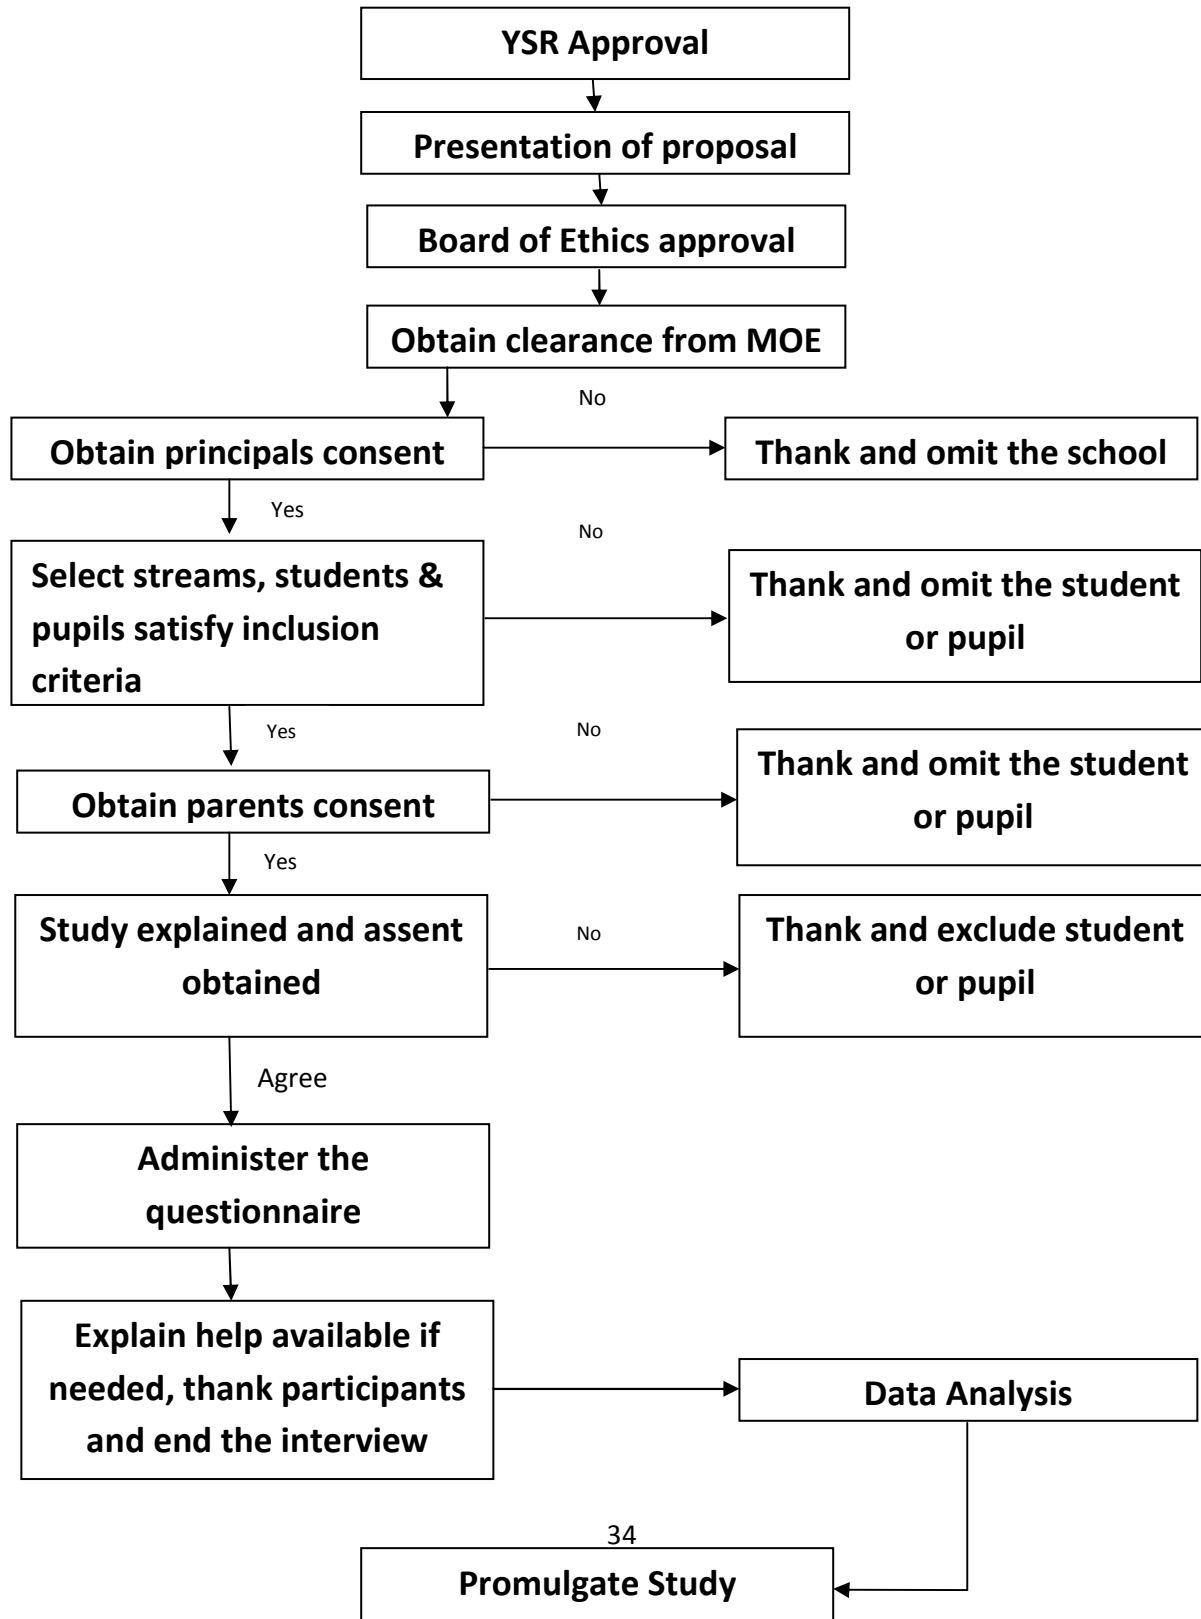 YSR Approval
Presentation of proposal
Board of Ethics approval
Obtain clearance from MOE
No
Obtain principals consent
Thank and omit the school
Yes
No
Select streams, students &
pupils satisfy inclusion
criteria
Thank and omit the student
or pupil
Yes
No
Obtain parents consent
Thank and omit the student
or pupil
Yes
Study explained and assent
obtained
No
Thank and exclude student
or pupil
Agree
Administer the
questionnaire
Explain help available if
needed, thank participants
and end the interview
Data Analysis
34
Promulgate Study